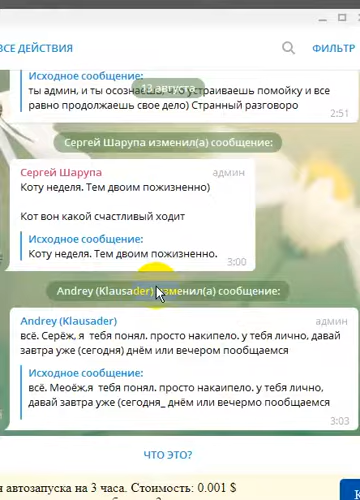 ВСЕ ДЕЙСТВИЯ
ФИЛЬТР
Исходное сообщение:
13 августа
ты админ, и ты осознаешь, что устраиваешь помойку и все
равно продолжаешь свое дело) Странный разговоро
2:51
Сергей Шарупа изменил(а) сообщение:
Сергей Шарупа
админ
Коту неделя. Тем двоим пожизненно)
Кот вон какой счастливый ходит
Исходное сообщение:
Коту неделя. Тем двоим пожизненно.
3:00
Andrey (Klausader) изменил(а) сообщение:
Andrey (Klausader)
админ
всё. Серёж, я тебя понял. просто накипело. у тебя лично, давай
завтра уже (сегодня) днём или вечером пообщаемся
Исходное сообщение:
всё. Меоёж,я тебя понял. просто накаипело. у тебя лично,
давай завтра уже (сегодня_ днём или вечермо пообщаемся
3:03
ЧТО ЭТО?
автозапуска на 3 часа. Стоимость: 0.001 $